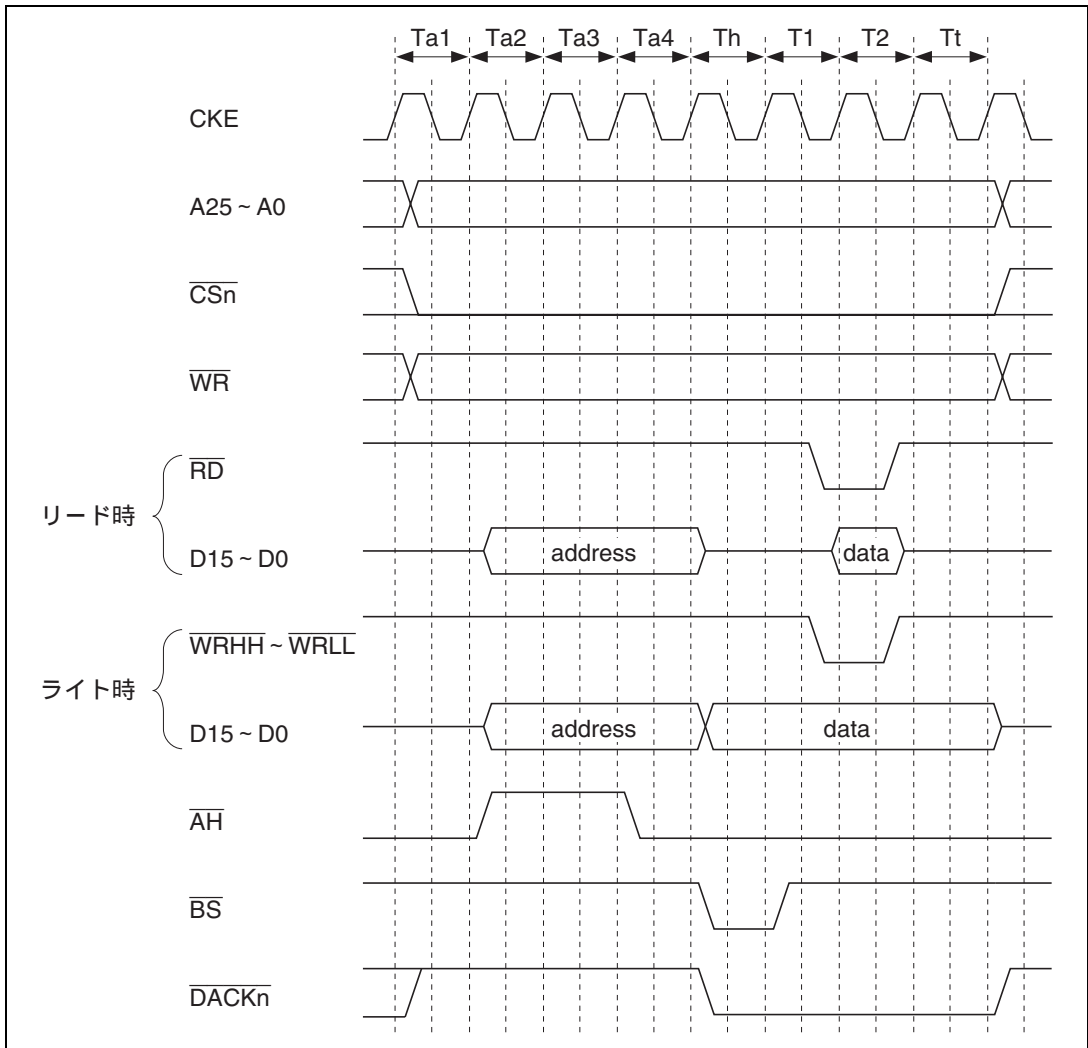 Ta1 Ta2 Ta3 Ta4 Th T1 T2 Tt
CKE
A25 ~ A0
CSn
WR
RD
リード時
D15 ~ D0 address data
WRHH ~ WRLL
ライト時
D15 ~ D0 address data
AH
BS
DACKn